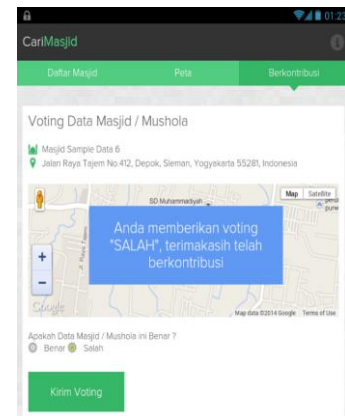 01:23
CariMasjid
Daftar Masjid Peta Berkontribusi
Voting Data Masjid / Mushola
Masjid Sample Data 6
Jalan Raya Tajem No.412, Depok, Sleman, Yogyakarta 55281, Indonesia
SD Muhammadiyah
Map Satellite
Anda memberikan voting
"SALAH", terimakasih telah
berkontribusi
Google
Map data ©2014 Google Terms of Use
Apakah Data Masjid / Mushola ini Benar ?
Benar Salah
Kirim Voting